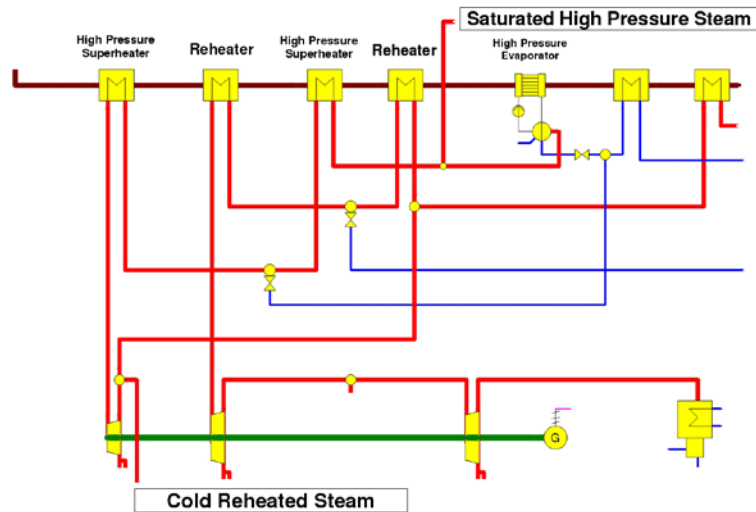 Saturated High Pressure Steam
High Pressure
Superheater
Reheater
High Pressure
Superheater
Reheater
High Pressure
Evaporator
G
Cold Reheated Steam